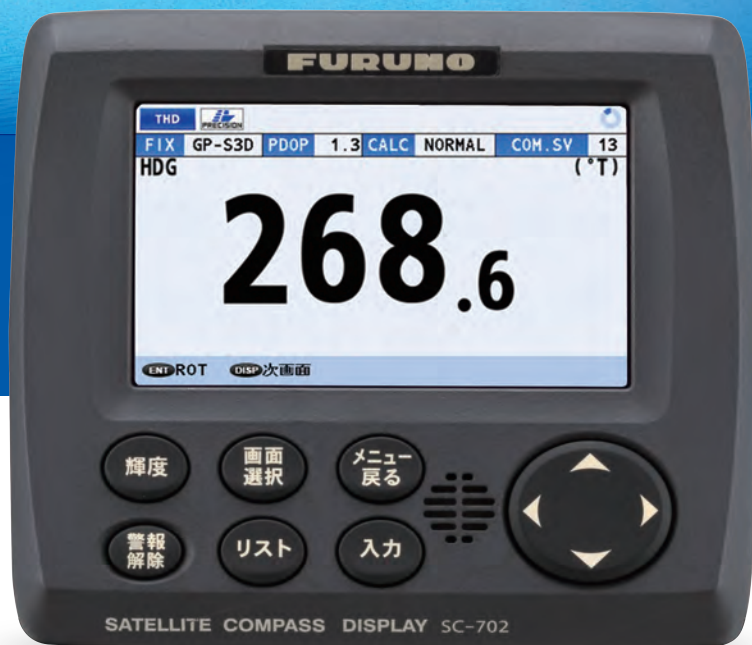 FURUNO
THD PRECISION
FIX GP-S3D PDOP 1.3 CALC NORMAL COM.SV 13
HDG (°T)
268.6
ENT ROT DISP 次画面
輝度 画面選択 メニュー戻る
警報解除 リスト 入力
SATELLITE COMPASS DISPLAY SC-702